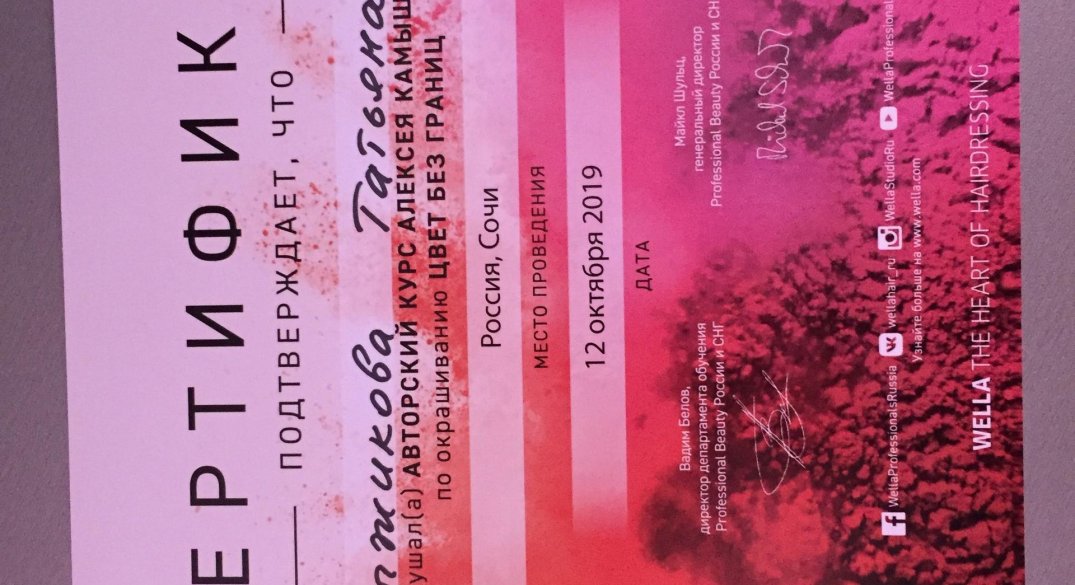 ЕРТИФИК
ПОДТВЕРЖДАЕТ, ЧТО
жикова Татьяна
ушал(а) АВТОРСКИЙ КУРС АЛЕКСЕЯ КАМЫШ
по окрашиванию ЦВЕТ БЕЗ ГРАНИЦ
Россия, Сочи
МЕСТО ПРОВЕДЕНИЯ
12 октября 2019
ДАТА
Вадим Белов,
директор департамента обучения
Professional Beauty России и СНГ
Майкл Шульц,
генеральный директор
Professional Beauty России и СНГ
WellaProfessionalsRussia wellahair_ru WellaStudioRu WellaProfessional
Узнайте больше на www.wella.com
WELLA THE HEART OF HAIRDRESSING